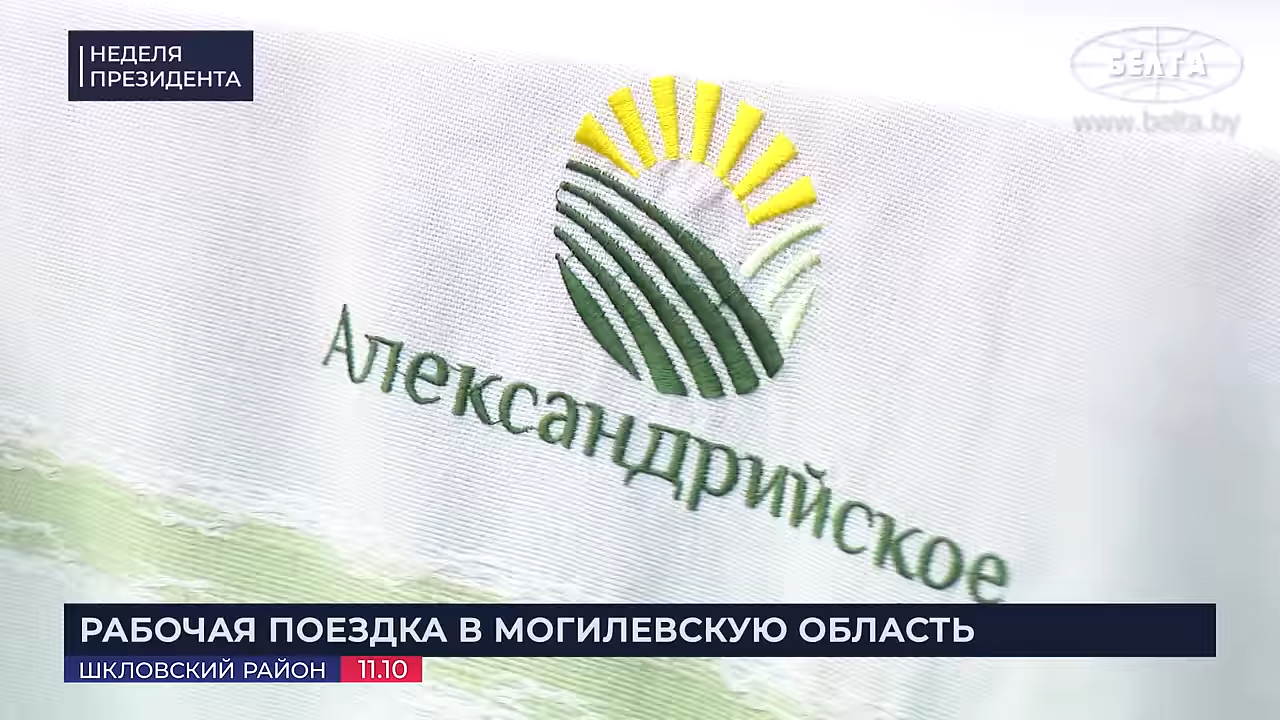 НЕДЕЛЯ
ПРЕЗИДЕНТА
БЕЛТА
www.belta.by
Александрийское
РАБОЧАЯ ПОЕЗДКА В МОГИЛЕВСКУЮ ОБЛАСТЬ
ШКЛОВСКИЙ РАЙОН 11.10